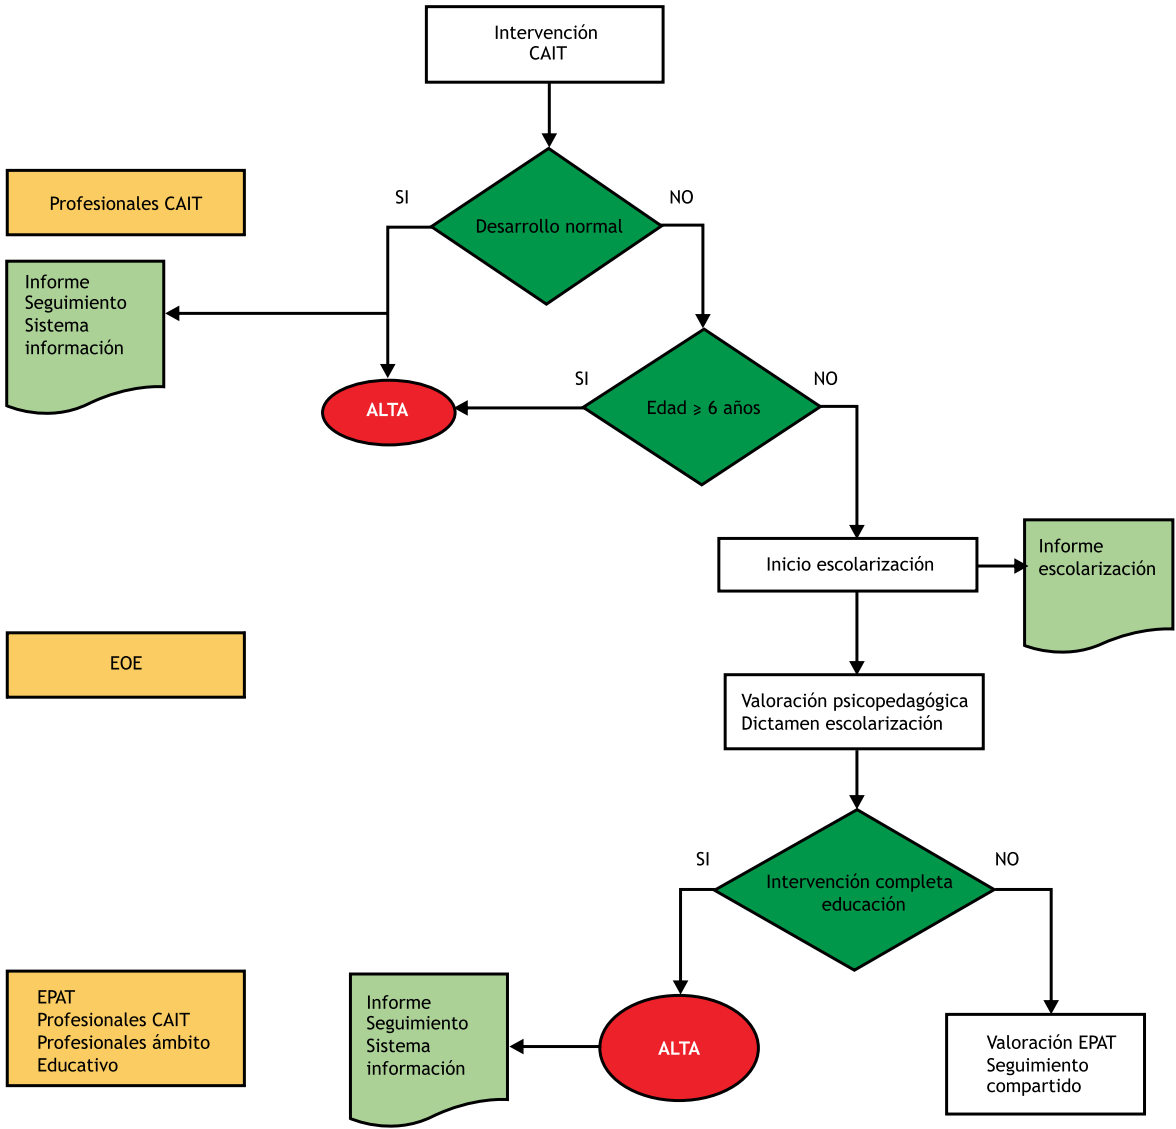 Intervención
CAIT
Profesionales CAIT
SI
NO
Desarrollo normal
Informe
Seguimiento
Sistema
información
SI
NO
ALTA
Edad ⩾ 6 años
Inicio escolarización
Informe
escolarización
EOE
Valoración psicopedagógica
Dictamen escolarización
SI
NO
Intervención completa
educación
EPAT
Profesionales CAIT
Profesionales ámbito
Educativo
Informe
Seguimiento
Sistema
información
ALTA
Valoración EPAT
Seguimiento
compartido